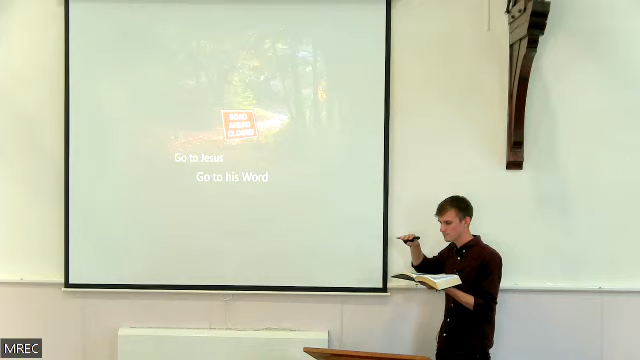 ROAD
AHEAD
CLOSED
Go to Jesus
Go to his Word
MREC